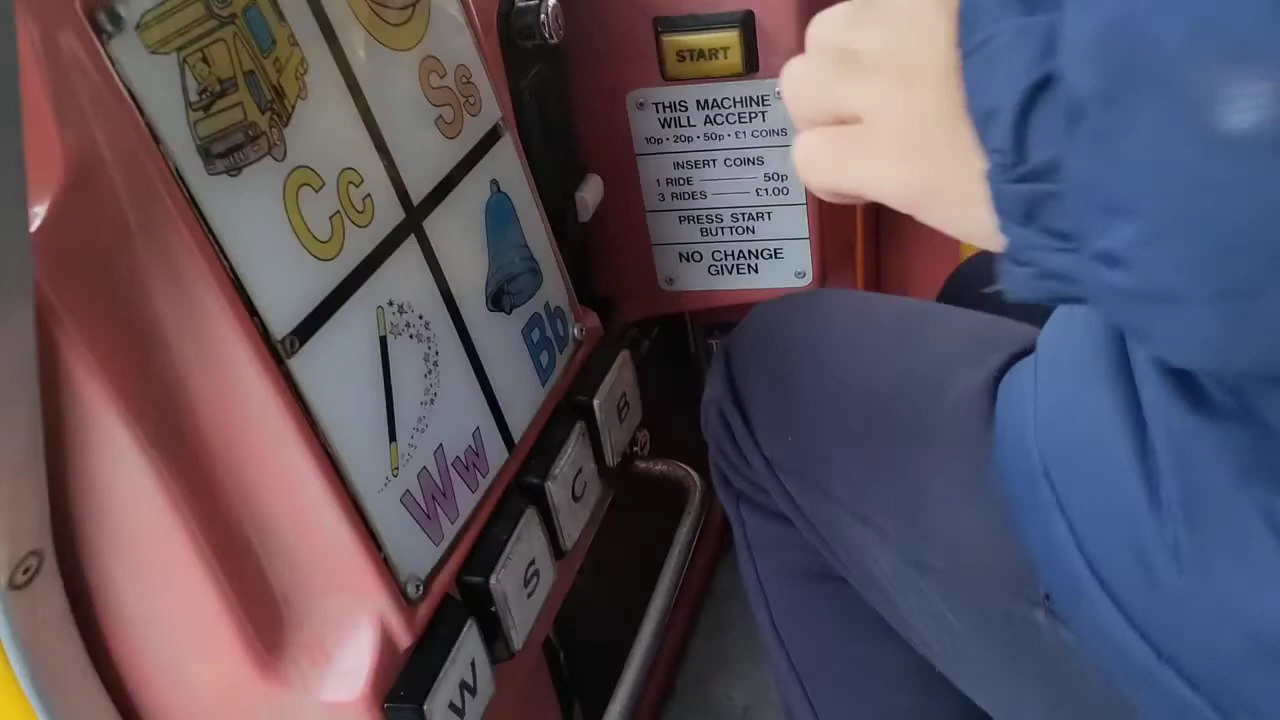 Ss
Cc
Bb
Ww
START
THIS MACHINE
WILL ACCEPT
10p • 20p • 50p • £1 COINS
INSERT COINS
1 RIDE 50p
3 RIDES £1.00
PRESS START
BUTTON
NO CHANGE
GIVEN
B
C
S
W